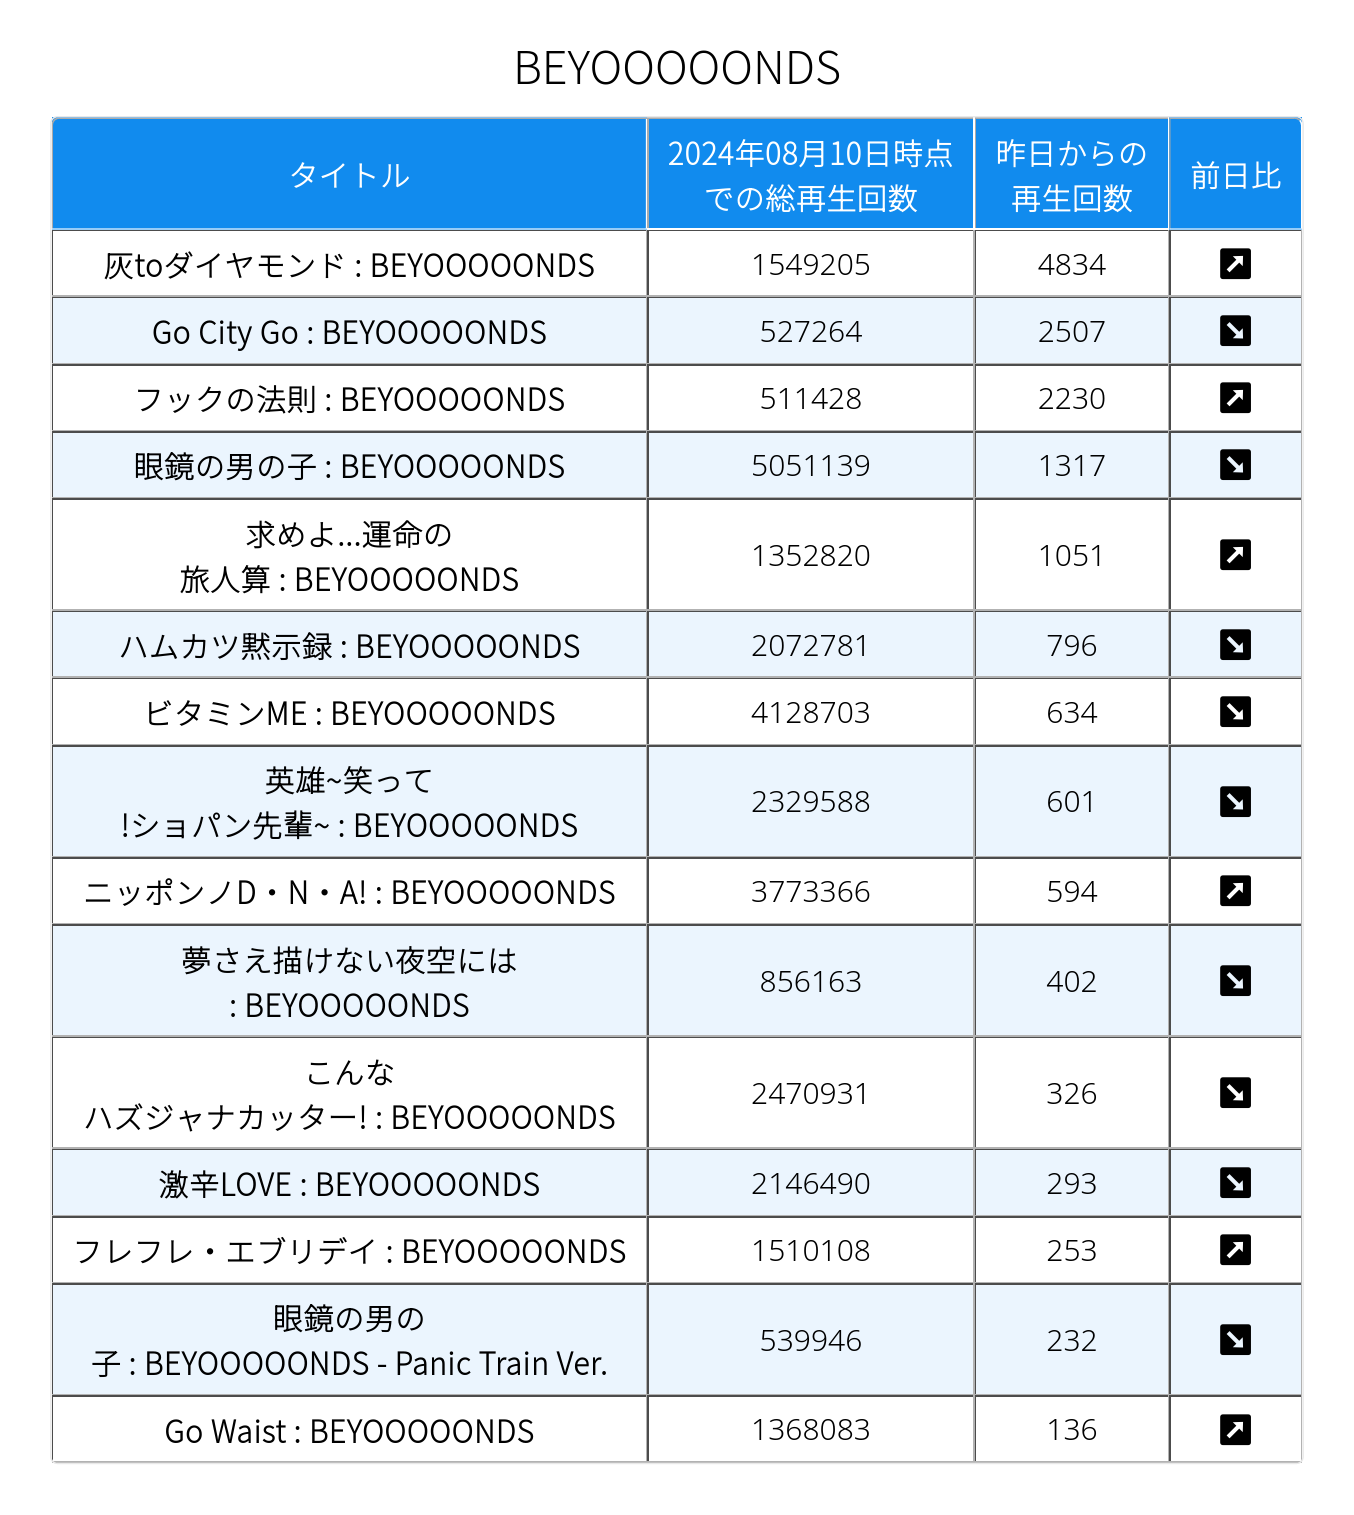 BEYOOOOONDS
タイトル
2024年08月10日時点
での総再生回数
昨日からの
再生回数
前日比
灰toダイヤモンド : BEYOOOOONDS
1549205
4834
Go City Go : BEYOOOOONDS
527264
2507
フックの法則 : BEYOOOOONDS
511428
2230
眼鏡の男の子 : BEYOOOOONDS
5051139
1317
求めよ...運命の
旅人算 : BEYOOOOONDS
1352820
1051
ハムカツ黙示録 : BEYOOOOONDS
2072781
796
ビタミンME : BEYOOOOONDS
4128703
634
英雄~笑って
!ショパン先輩~ : BEYOOOOONDS
2329588
601
ニッポンノD・N・A! : BEYOOOOONDS
3773366
594
夢さえ描けない夜空には
: BEYOOOOONDS
856163
402
こんな
ハズジャナカッター! : BEYOOOOONDS
2470931
326
激辛LOVE : BEYOOOOONDS
2146490
293
フレフレ・エブリデイ : BEYOOOOONDS
1510108
253
眼鏡の男の
子 : BEYOOOOONDS - Panic Train Ver.
539946
232
Go Waist : BEYOOOOONDS
1368083
136